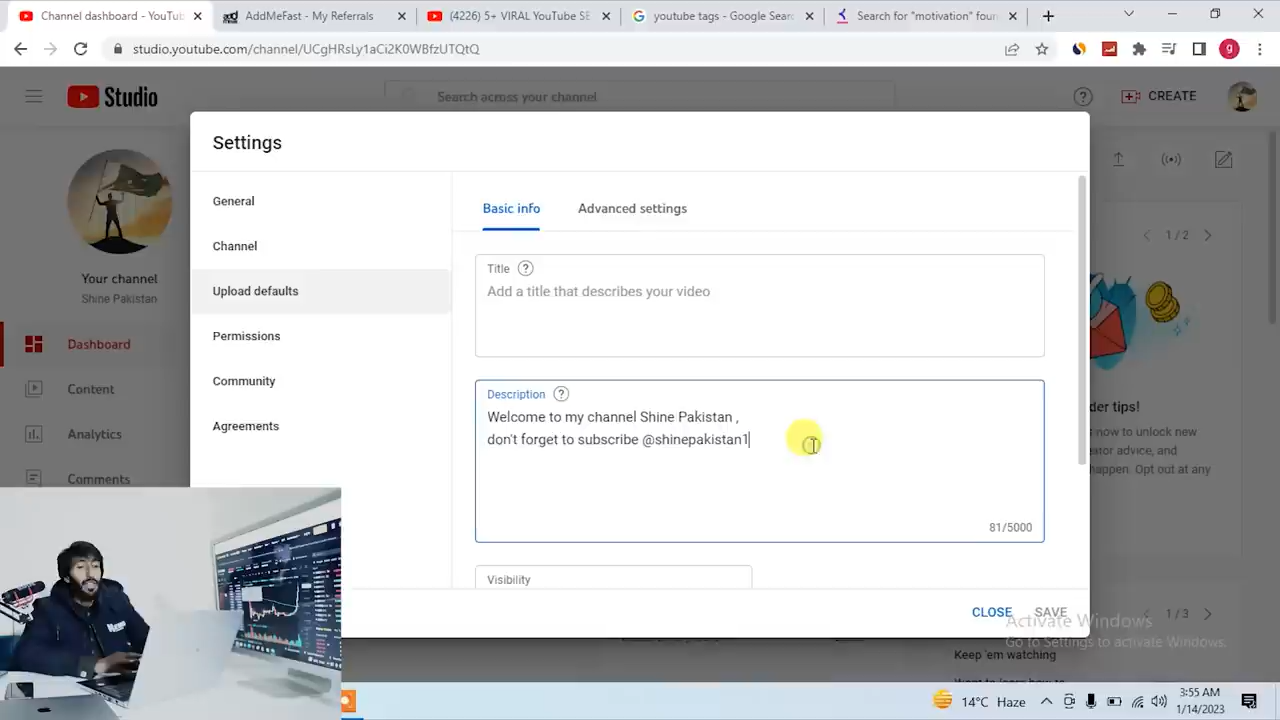 Channel dashboard - YouTub
AddMeFast - My Referrals
(4226) 5+ VIRAL YouTube SE
youtube tags - Google Searc
Search for "motivation" foun
studio.youtube.com/channel/UCgHRsLy1aCi2K0WBfzUTQtQ
g
Studio
Search across your channel
CREATE
Settings
General
Channel
Upload defaults
Permissions
Community
Agreements
Basic info
Advanced settings
Title
Add a title that describes your video
Description
Welcome to my channel Shine Pakistan ,
don't forget to subscribe @shinepakistan1
81/5000
Visibility
CLOSE
SAVE
Your channel
Shine Pakistan
Dashboard
Content
Analytics
Comments
1 / 2
der tips!
now to unlock new
eator advice, and
happen. Opt out at any
1 / 3
Activate Windows
Go to Settings to activate Windows.
Keep 'em watching
14°C Haze
3:55 AM
1/14/2023